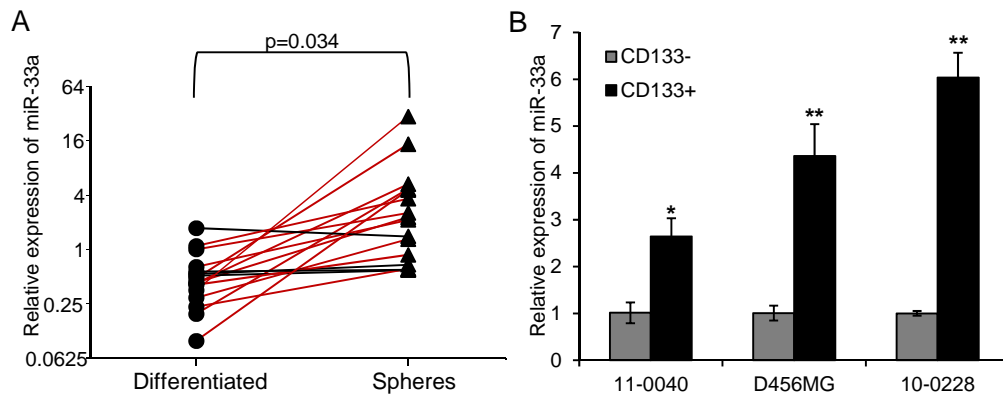 A
p=0.034
Relative expression of miR-33a
64
16
4
1
0.25
0.0625
Differentiated
Spheres
B
Relative expression of miR-33a
7
6
5
4
3
2
1
0
CD133-
CD133+
*
**
**
11-0040
D456MG
10-0228